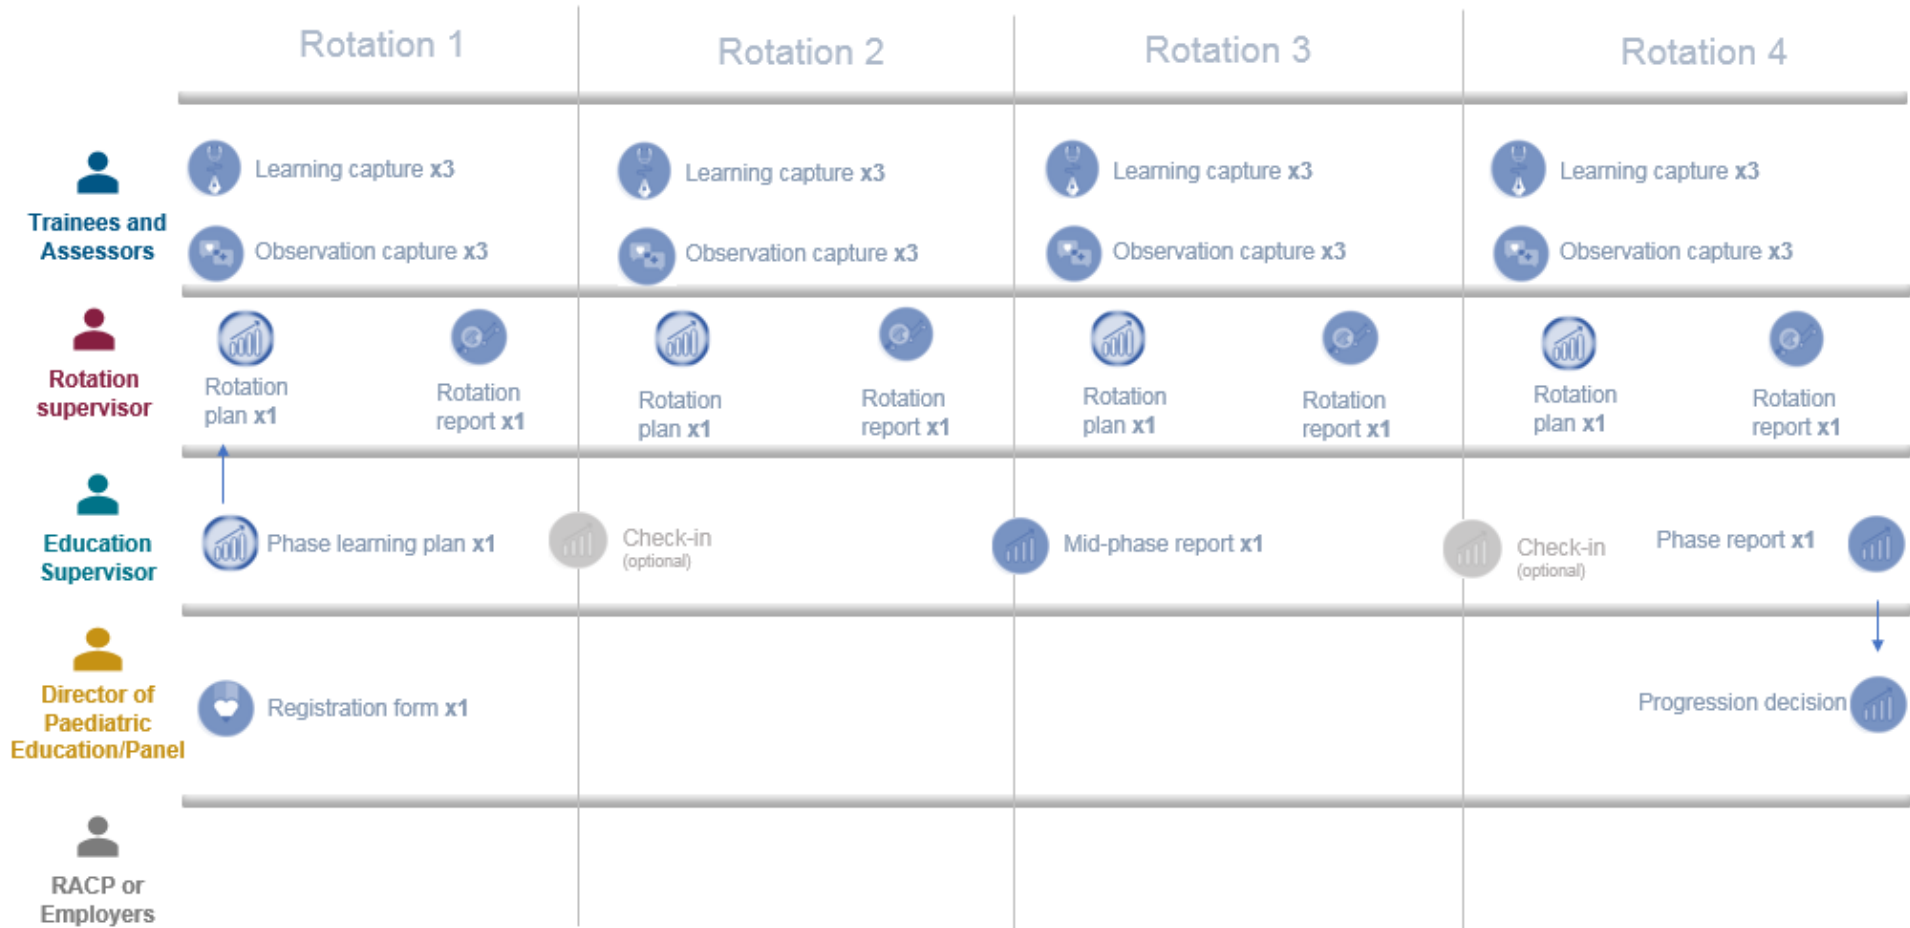 Rotation 1
Rotation 2
Rotation 3
Rotation 4
Trainees and
Assessors
Learning capture x3
Learning capture x3
Learning capture x3
Learning capture x3
Observation capture x3
Observation capture x3
Observation capture x3
Observation capture x3
Rotation
supervisor
Rotation
plan x1
Rotation
report x1
Rotation
plan x1
Rotation
report x1
Rotation
plan x1
Rotation
report x1
Rotation
plan x1
Rotation
report x1
Education
Supervisor
Phase learning plan x1
Check-in
(optional)
Mid-phase report x1
Check-in
(optional)
Phase report x1
Director of
Paediatric
Education/Panel
Registration form x1
Progression decision
RACP or
Employers